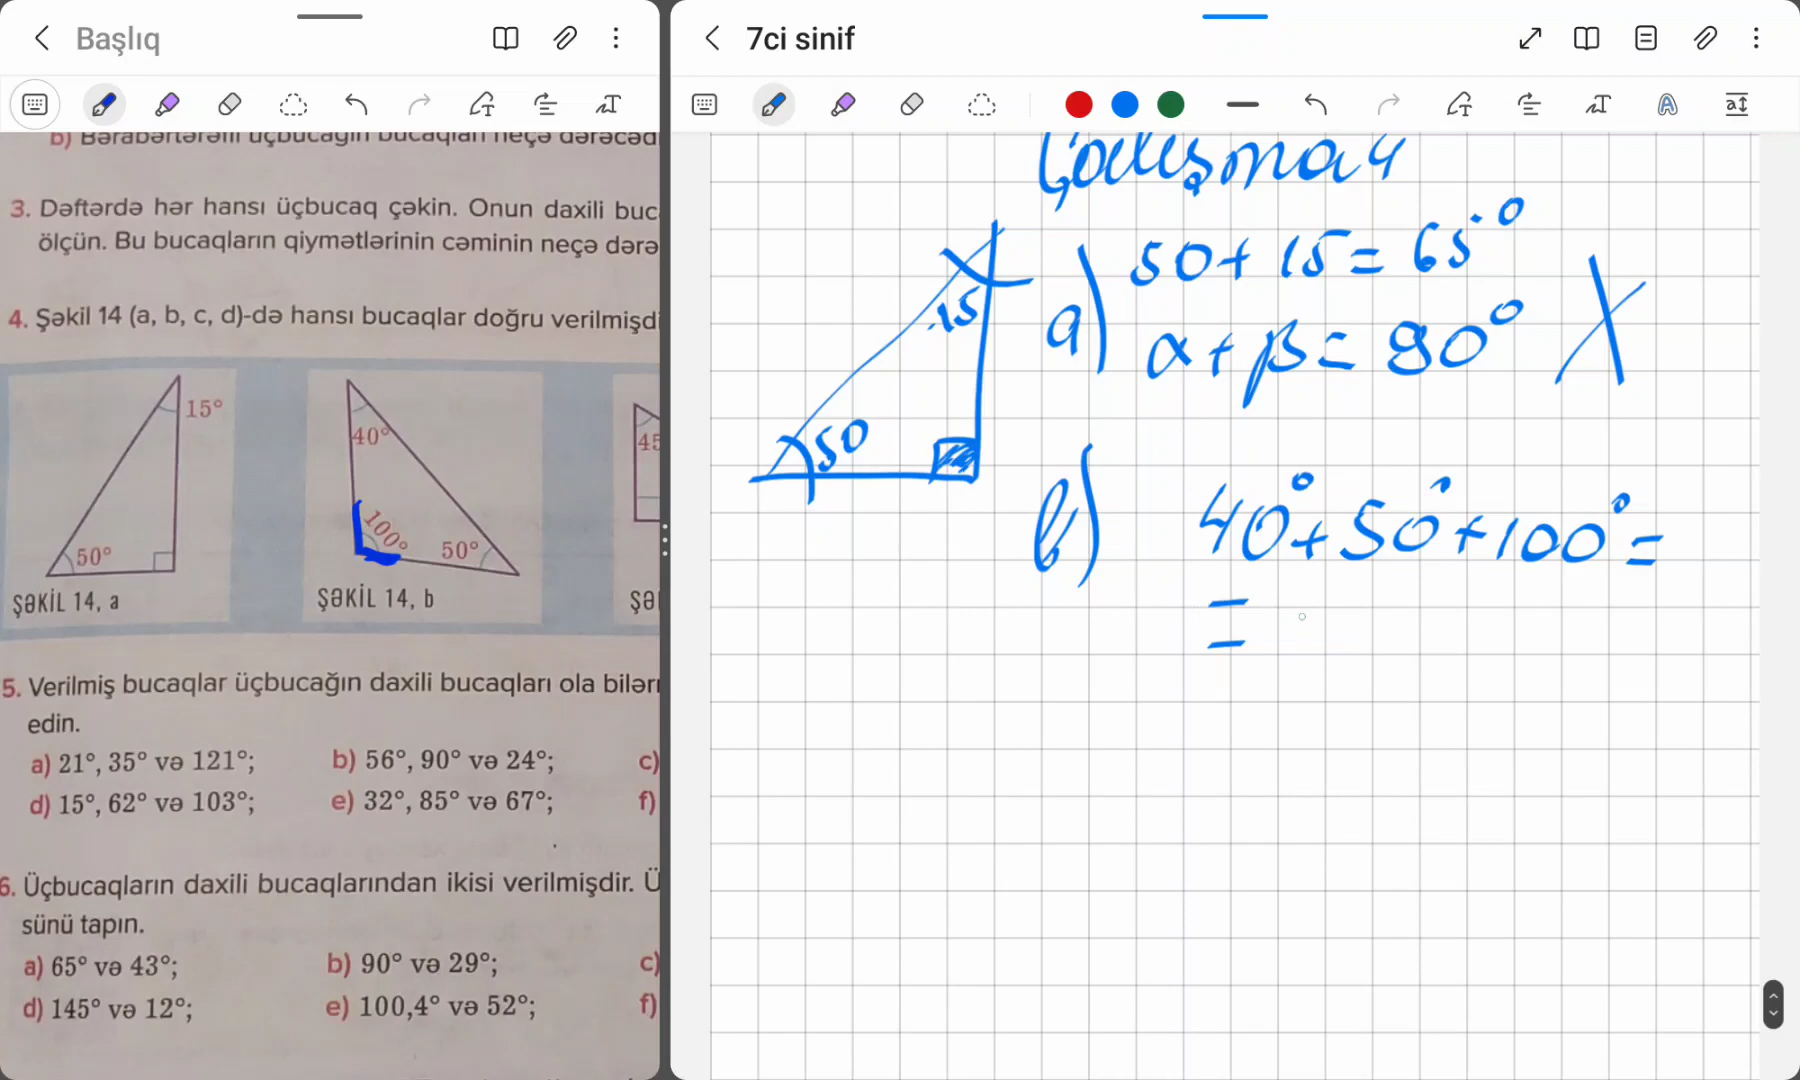 Başlıq
b) Bərabərtərəfli üçbucağın bucaqları neçə dərəcəd
3. Dəftərdə hər hansı üçbucaq çəkin. Onun daxili buc
ölçün. Bu bucaqların qiymətlərinin cəminin neçə dərə
4. Şəkil 14 (a, b, c, d)-də hansı bucaqlar doğru verilmişdi
15°
50°
ŞƏKİL 14, a
40°
100°
50°
ŞƏKİL 14, b
45
ŞƏ
5. Verilmiş bucaqlar üçbucağın daxili bucaqları ola bilər
edin.
a) 21°, 35° və 121°; b) 56°, 90° və 24°; c)
d) 15°, 62° və 103°; e) 32°, 85° və 67°; f)
6. Üçbucaqların daxili bucaqlarından ikisi verilmişdir. Ü
sünü tapın.
a) 65° və 43°; b) 90° və 29°; c)
d) 145° və 12°; e) 100,4° və 52°; f)
7ci sinif
Çalışma 4
15
50
a) 50+15=65°
α+β=90°
b) 40°+50°+100°=
=